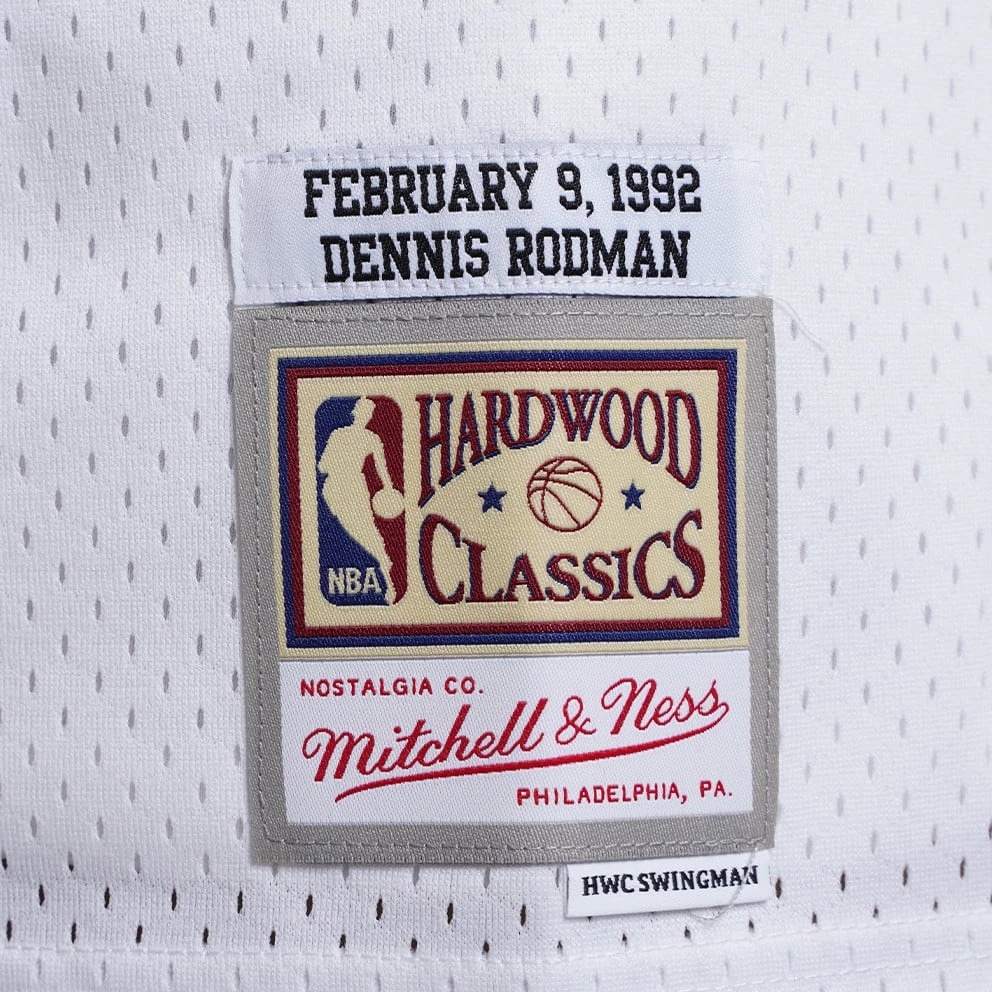 FEBRUARY 9, 1992
DENNIS RODMAN
HARDWOOD
CLASSICS
NBA
NOSTALGIA CO.
Mitchell & Ness
PHILADELPHIA, PA.
HWC SWINGMAN